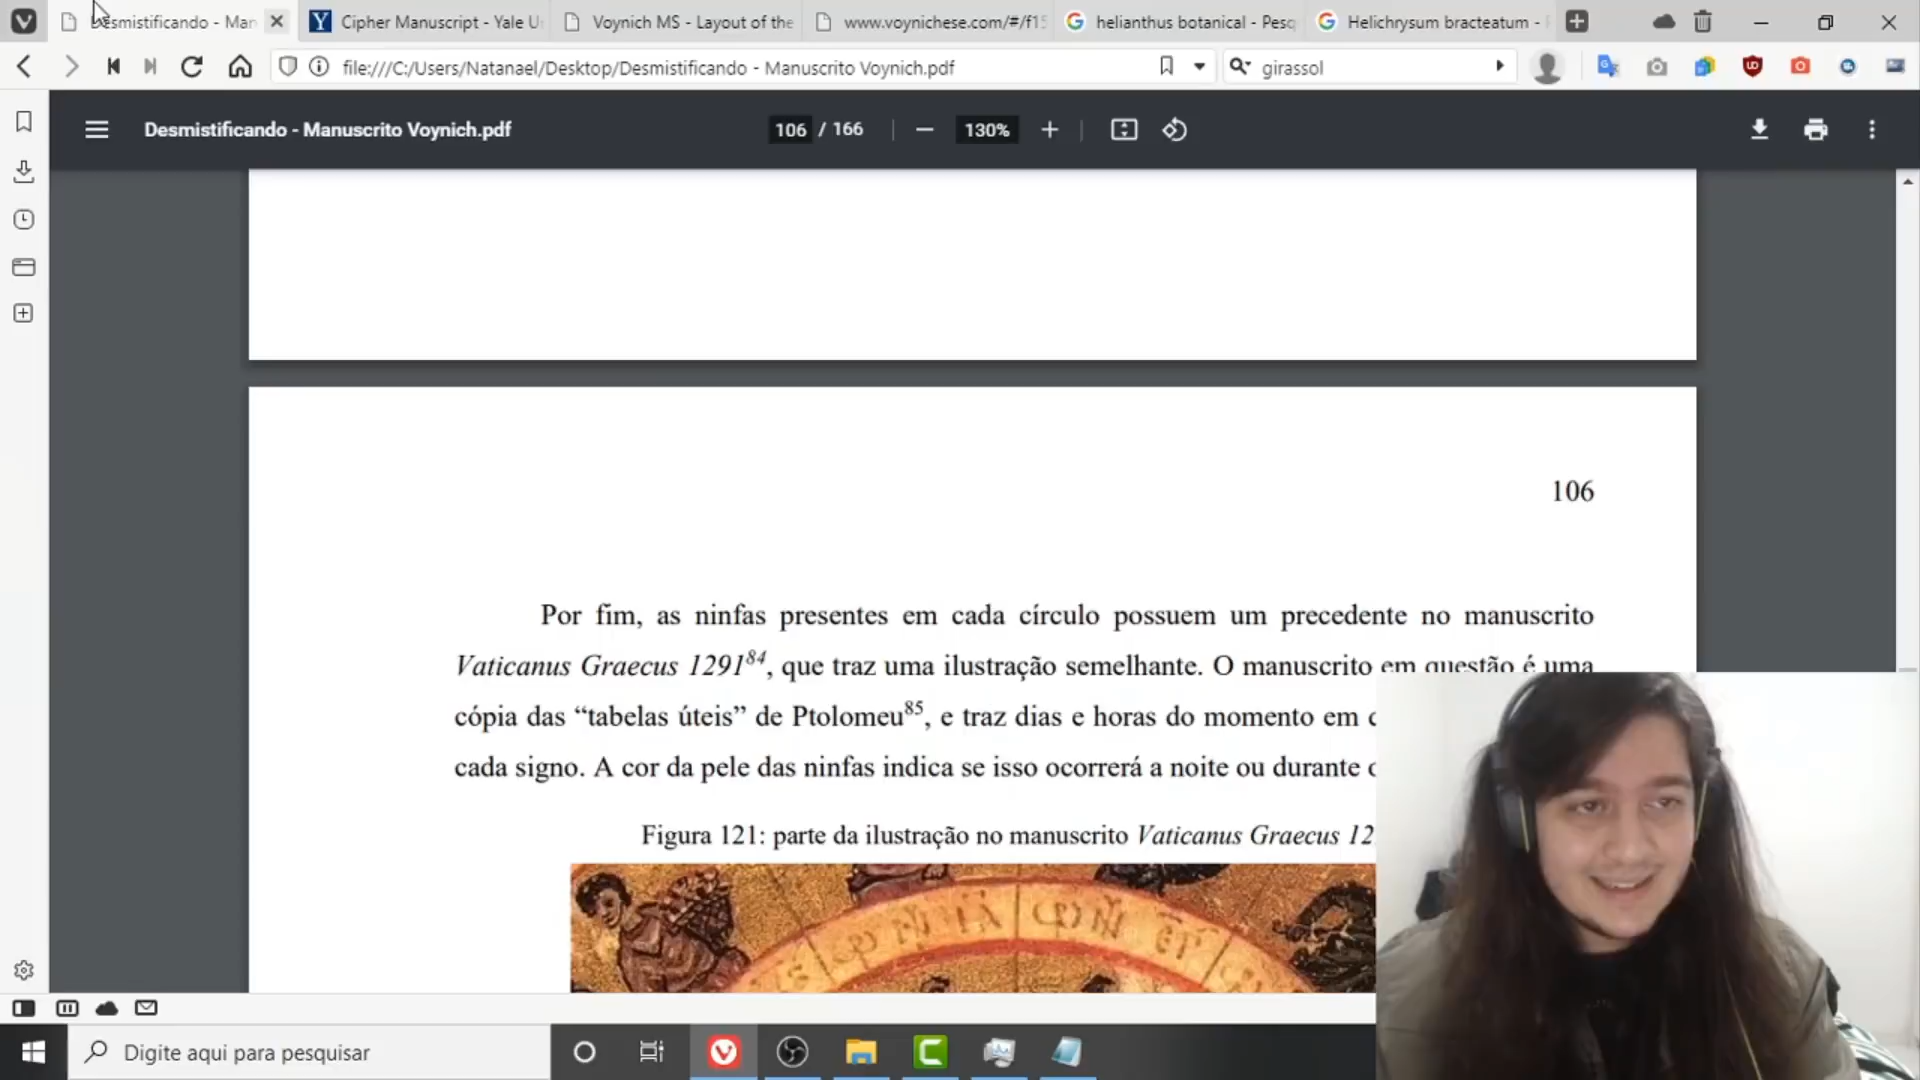 Desmistificando - Man
Cipher Manuscript - Yale U
Voynich MS - Layout of the
www.voynichese.com/#/f15
helianthus botanical - Pesq
Helichrysum bracteatum -
file:///C:/Users/Natanael/Desktop/Desmistificando - Manuscrito Voynich.pdf
girassol
Desmistificando - Manuscrito Voynich.pdf
106 / 166
130%
106
Por fim, as ninfas presentes em cada círculo possuem um precedente no manuscrito
Vaticanus Graecus 1291⁸⁴, que traz uma ilustração semelhante. O manuscrito em questão é uma
cópia das “tabelas úteis” de Ptolomeu⁸⁵, e traz dias e horas do momento em
cada signo. A cor da pele das ninfas indica se isso ocorrerá a noite ou durante
Figura 121: parte da ilustração no manuscrito Vaticanus Graecus 12
Digite aqui para pesquisar